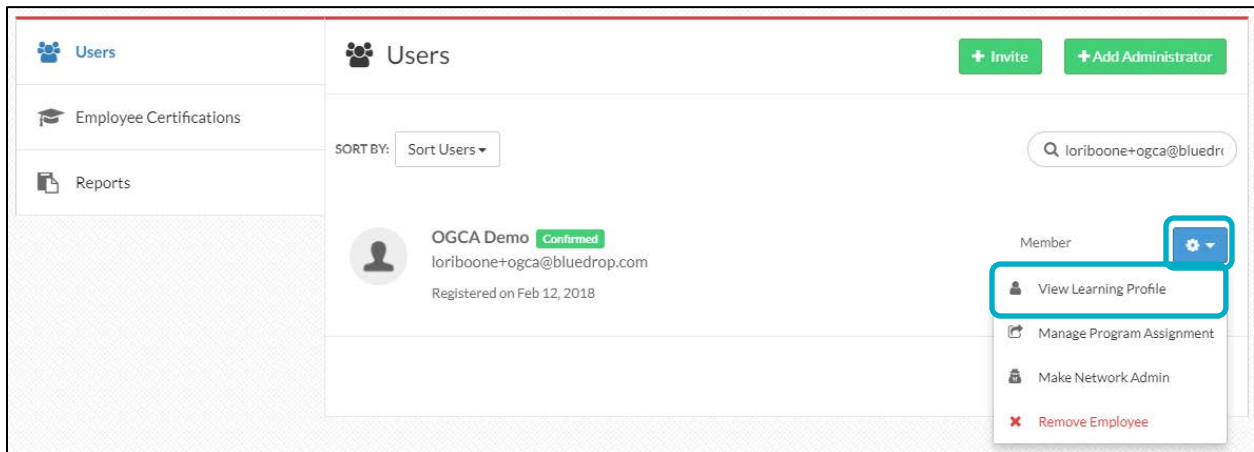 Users
Employee Certifications
Reports
Users
+ Invite
+ Add Administrator
SORT BY: Sort Users
loriboone+ogca@bluedr
OGCA Demo Confirmed
loriboone+ogca@bluedrop.com
Registered on Feb 12, 2018
Member
View Learning Profile
Manage Program Assignment
Make Network Admin
Remove Employee